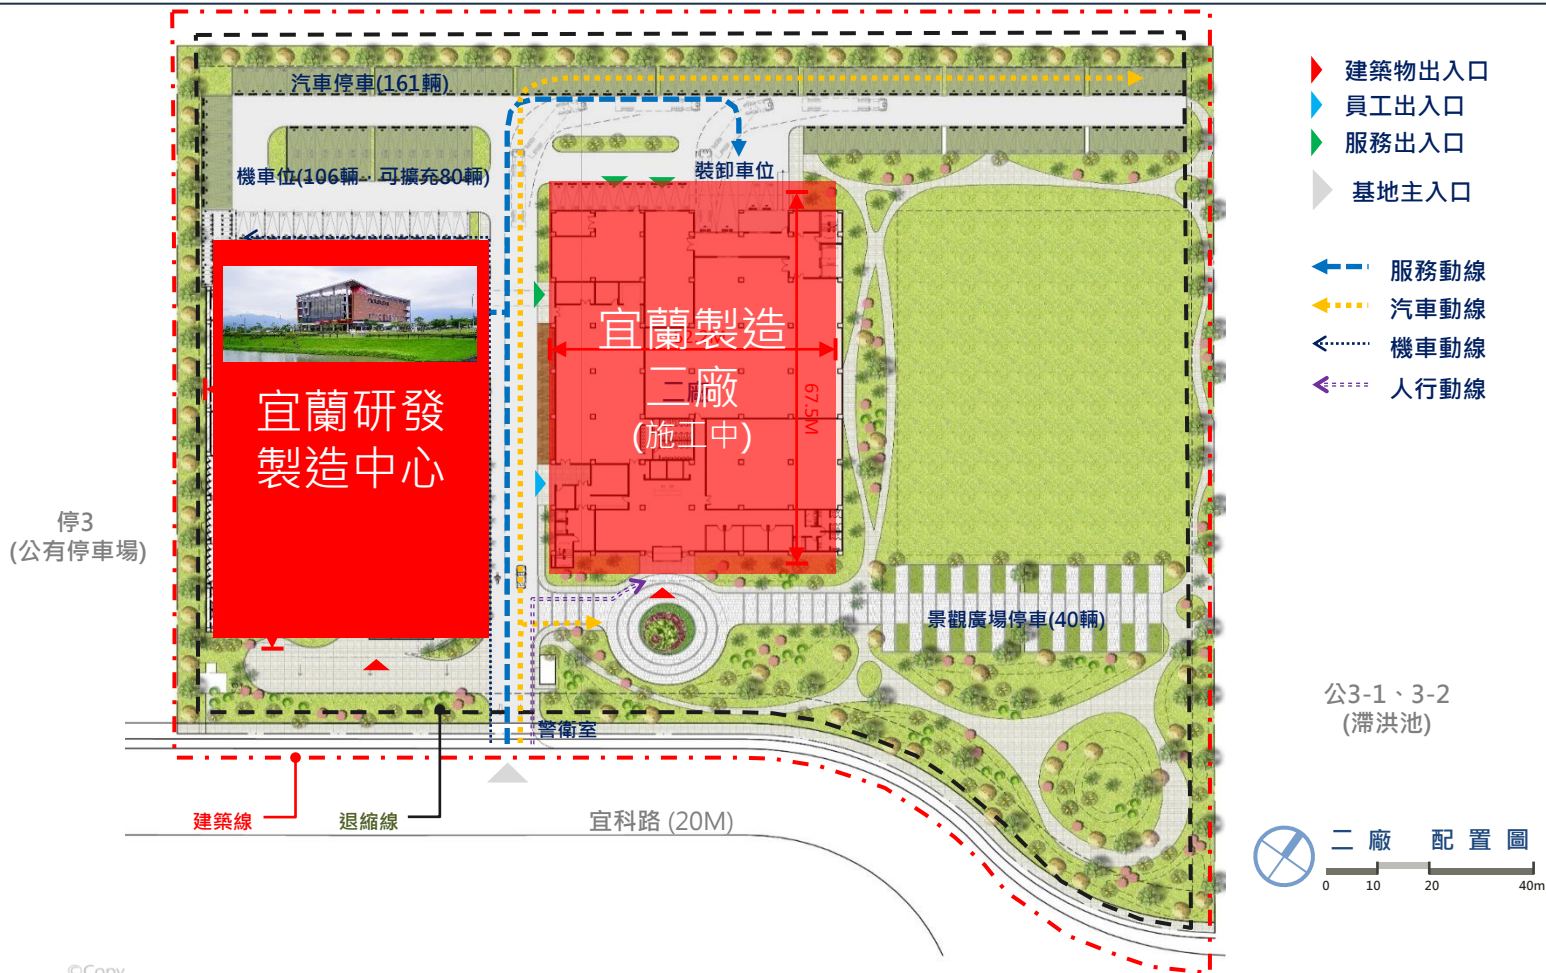 汽車停車(161輛)
機車位(106輛、可擴充80輛)
裝卸車位
宜蘭製造
二廠
二廠
(施工中)
67.5M
宜蘭研發
製造中心
景觀廣場停車(40輛)
警衛室
停3
(公有停車場)
公3-1、3-2
(滯洪池)
建築線
退縮線
宜科路 (20M)
建築物出入口
員工出入口
服務出入口
基地主入口
服務動線
汽車動線
機車動線
人行動線
二廠 配置圖
0 10 20 40m